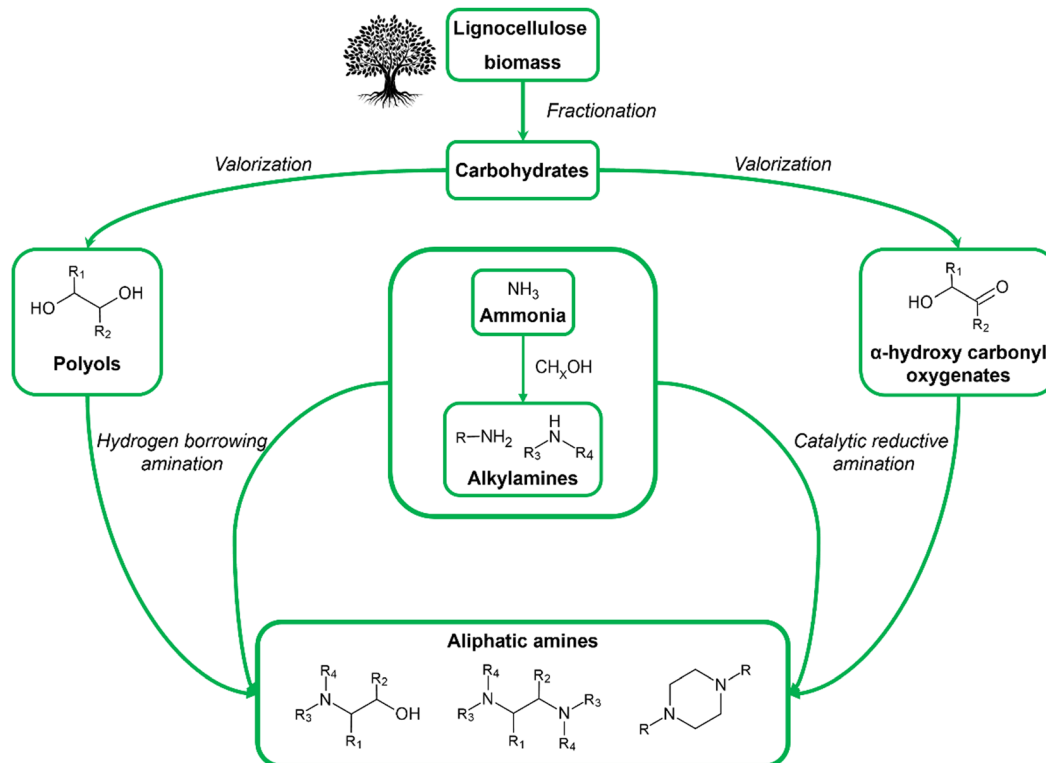 Lignocellulose
biomass
Fractionation
Valorization
Carbohydrates
Valorization
R₁
HO
OH
R₂
Polyols
NH₃
Ammonia
CHₓOH
R–NH₂
H
N
R₃
R₄
Alkylamines
R₁
HO
O
R₂
α-hydroxy carbonyl
oxygenates
Hydrogen borrowing
amination
Catalytic reductive
amination
Aliphatic amines
R₄
N
R₃
R₂
OH
R₁
R₄
N
R₃
R₂
R₁
N
R₃
R₄
R
N
N
R